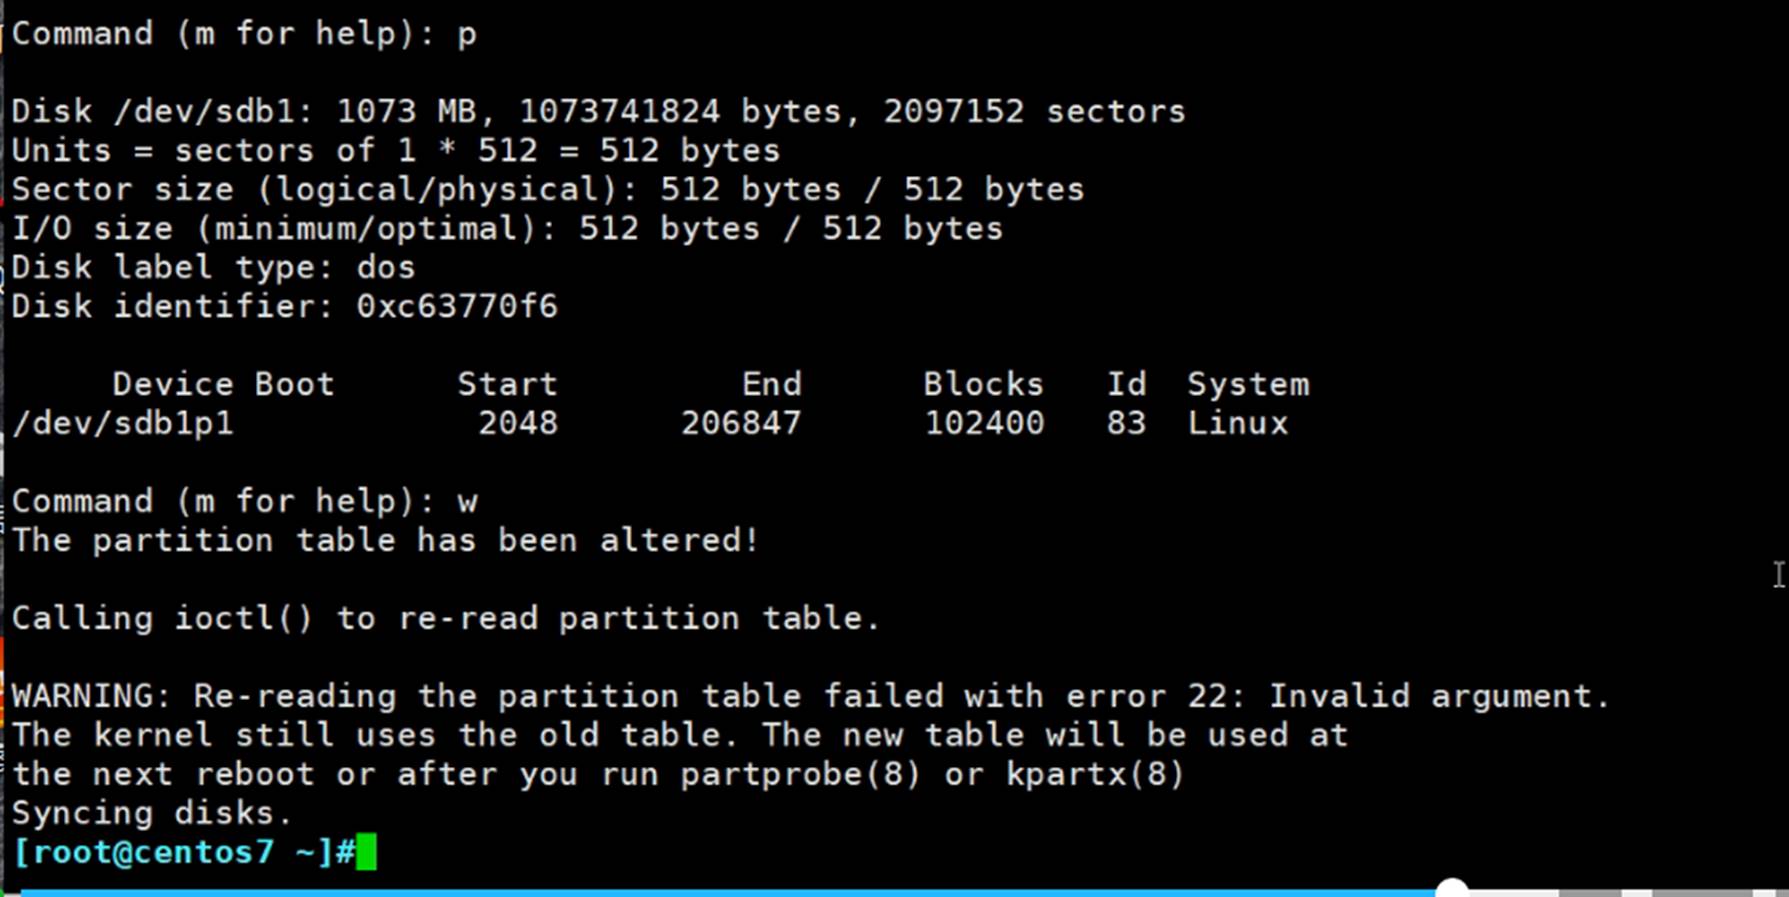 Command (m for help): p
Disk /dev/sdb1: 1073 MB, 1073741824 bytes, 2097152 sectors
Units = sectors of 1 * 512 = 512 bytes
Sector size (logical/physical): 512 bytes / 512 bytes
I/O size (minimum/optimal): 512 bytes / 512 bytes
Disk label type: dos
Disk identifier: 0xc63770f6
Device Boot Start End Blocks Id System
/dev/sdb1p1 2048 206847 102400 83 Linux
Command (m for help): w
The partition table has been altered!
Calling ioctl() to re-read partition table.
WARNING: Re-reading the partition table failed with error 22: Invalid argument.
The kernel still uses the old table. The new table will be used at
the next reboot or after you run partprobe(8) or kpartx(8)
Syncing disks.
[root@centos7 ~]#